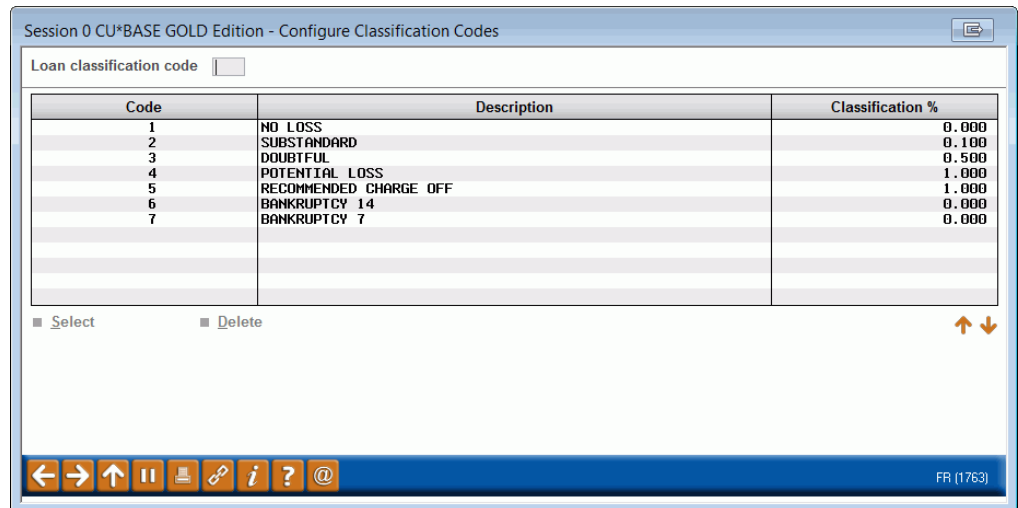 Session 0 CU*BASE GOLD Edition - Configure Classification Codes
Loan classification code
Code Description Classification %
1 NO LOSS 0.000
2 SUBSTANDARD 0.100
3 DOUBTFUL 0.500
4 POTENTIAL LOSS 1.000
5 RECOMMENDED CHARGE OFF 1.000
6 BANKRUPTCY 14 0.000
7 BANKRUPTCY 7 0.000
Select Delete
i ? @ FR (1763)